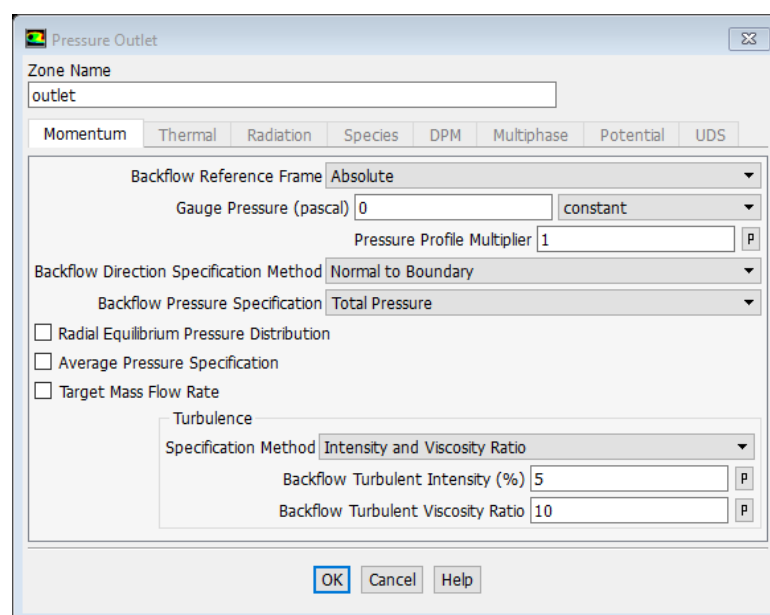 Pressure Outlet
Zone Name
outlet
Momentum Thermal Radiation Species DPM Multiphase Potential UDS
Backflow Reference Frame Absolute
Gauge Pressure (pascal) 0 constant
Pressure Profile Multiplier 1 P
Backflow Direction Specification Method Normal to Boundary
Backflow Pressure Specification Total Pressure
Radial Equilibrium Pressure Distribution
Average Pressure Specification
Target Mass Flow Rate
Turbulence
Specification Method Intensity and Viscosity Ratio
Backflow Turbulent Intensity (%) 5 P
Backflow Turbulent Viscosity Ratio 10 P
OK Cancel Help